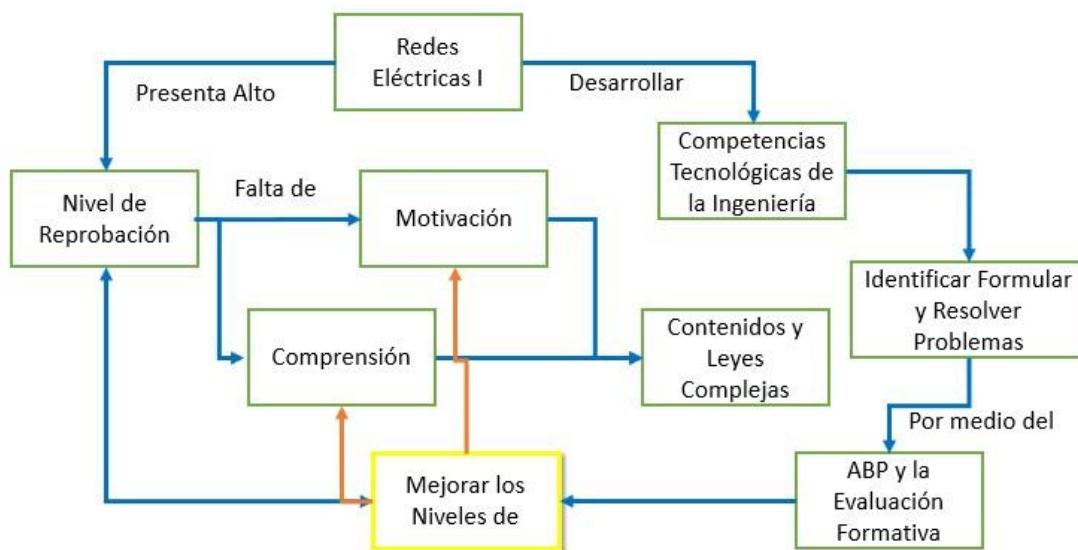 Redes
Eléctricas I
Presenta Alto
Desarrollar
Competencias
Tecnológicas de
la Ingeniería
Nivel de
Reprobación
Falta de
Motivación
Identificar Formular
y Resolver
Problemas
Comprensión
Contenidos y
Leyes
Complejas
Por medio del
Mejorar los
Niveles de
ABP y la
Evaluación
Formativa